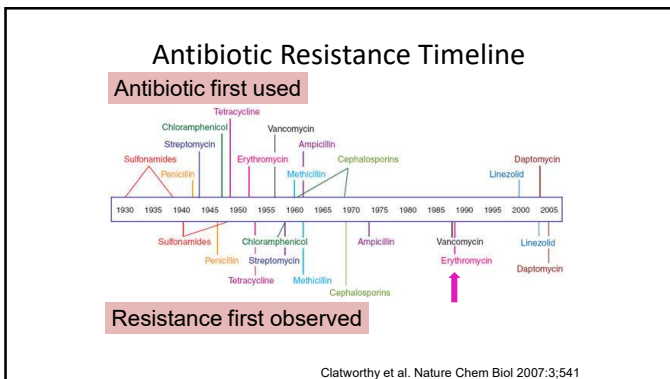 Antibiotic Resistance Timeline
Antibiotic first used
Tetracycline
Chloramphenicol Vancomycin
Streptomycin Ampicillin
Sulfonamides Erythromycin Cephalosporins Daptomycin
Penicillin Methicillin Linezolid
1930 1935 1940 1945 1950 1952 1955 1960 1965 1970 1975 1980 1985 1990 1995 2000 2005
Sulfonamides Chloramphenicol Vancomycin Linezolid
Penicillin Streptomycin Ampicillin Erythromycin
Tetracycline Methicillin Daptomycin
Cephalosporins
Resistance first observed
Clatworthy et al. Nature Chem Biol 2007:3;541